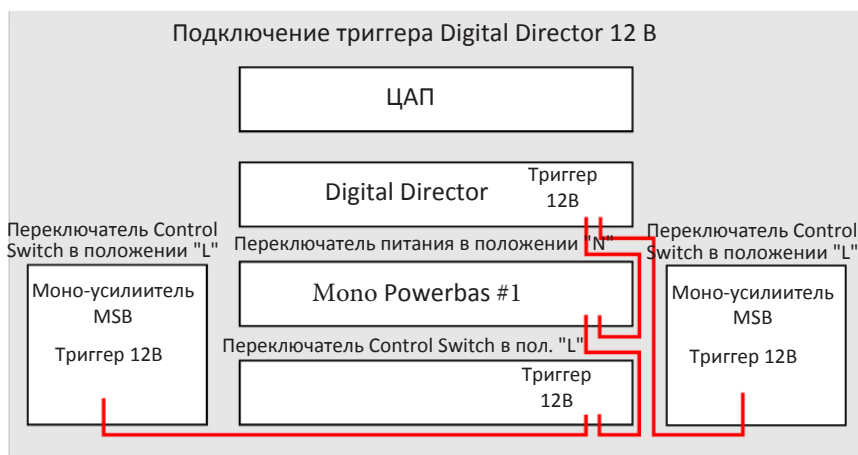 Подключение триггера Digital Director 12 В
ЦАП
Digital Director
Триггер
12В
Переключатель Control
Switch в положении "L"
Переключатель питания в положении "N"
Переключатель Control
Switch в положении "L"
Моно-усилиитель
MSB
Триггер 12В
Mono Powerbas #1
Моно-усилиитель
MSB
Триггер 12В
Переключатель Control Switch в пол. "L"
Триггер
12В